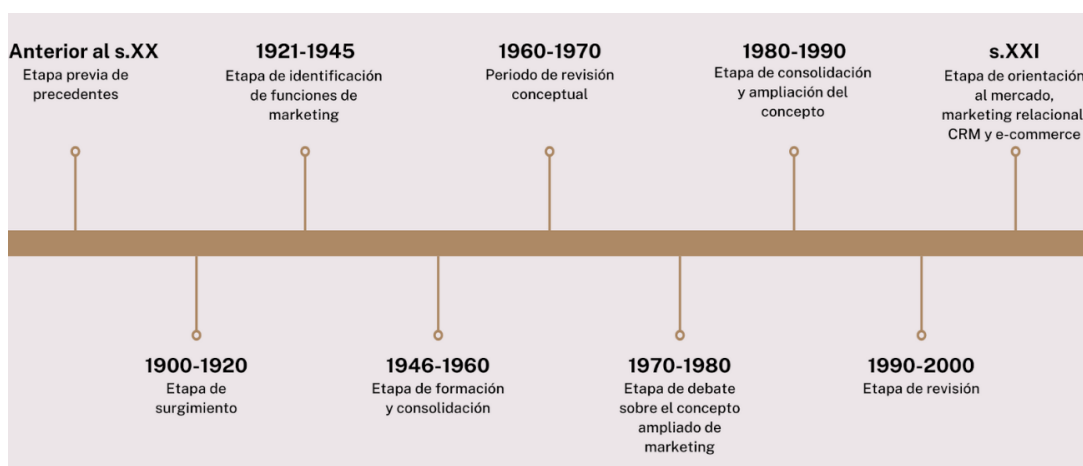 Anterior al s.XX
Etapa previa de
precedentes
1921-1945
Etapa de identificación
de funciones de
marketing
1960-1970
Periodo de revisión
conceptual
1980-1990
Etapa de consolidación
y ampliación del
concepto
s.XXI
Etapa de orientación
al mercado,
marketing relacional
CRM y e-commerce
1900-1920
Etapa de
surgimiento
1946-1960
Etapa de formación
y consolidación
1970-1980
Etapa de debate
sobre el concepto
ampliado de
marketing
1990-2000
Etapa de revisión